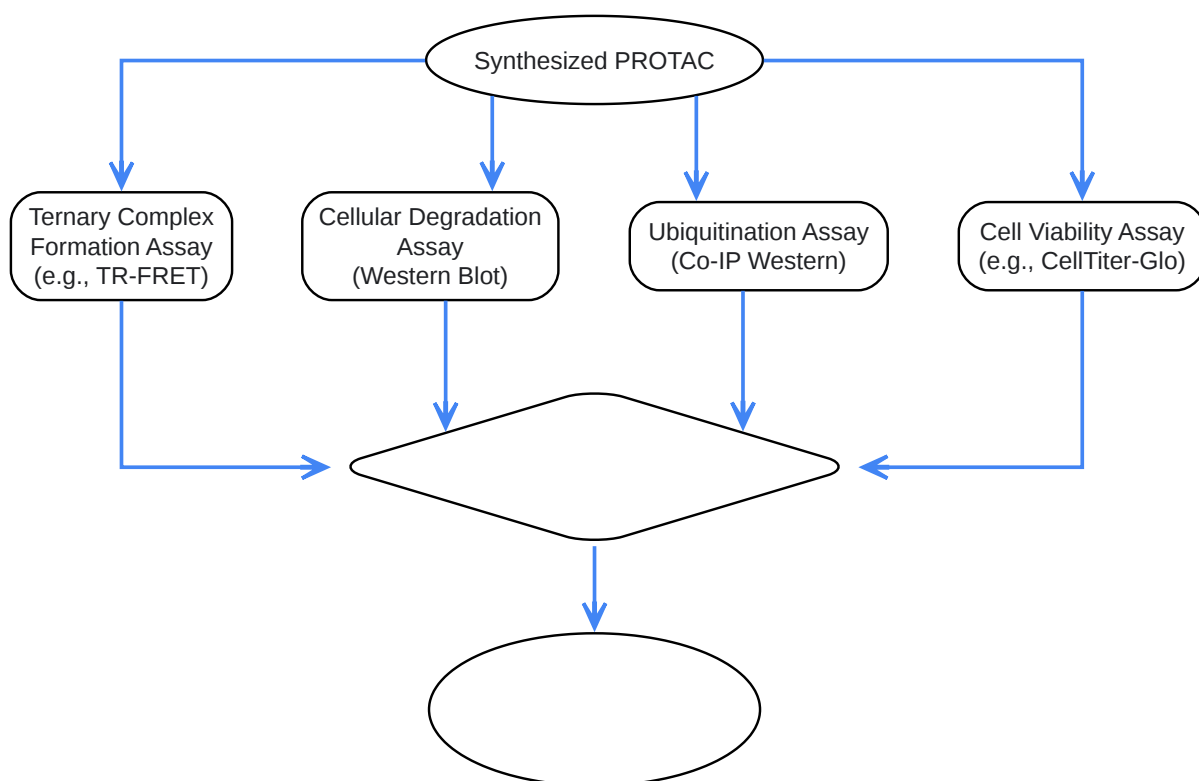 Synthesized PROTAC
Ternary Complex
Formation Assay
(e.g., TR-FRET)
Cellular Degradation
Assay
(Western Blot)
Ubiquitination Assay
(Co-IP Western)
Cell Viability Assay
(e.g., CellTiter-Glo)